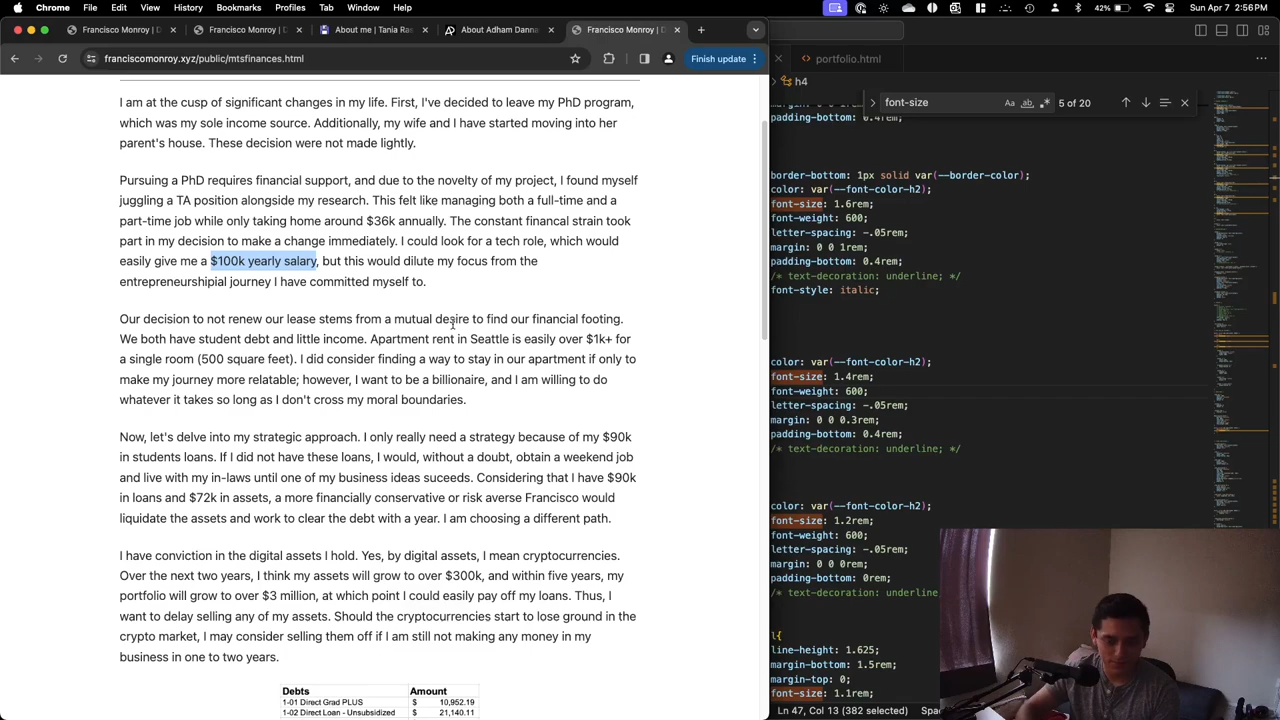 Chrome File Edit View History Bookmarks Profiles Tab Window Help
42% Sun Apr 7 2:56 PM
Francisco Monroy | D
Francisco Monroy | D
About me | Tania Ras
About Adham Danna
Francisco Monroy | D
franciscomonroy.xyz/public/mtsfinances.html
Finish update
I am at the cusp of significant changes in my life. First, I've decided to leave my PhD program,
which was my sole income source. Additionally, my wife and I have started moving into her
parent's house. These decision were not made lightly.
Pursuing a PhD requires financial support, and due to the novelty of my project, I found myself
juggling a TA position alongside my research. This felt like managing both a full-time and a
part-time job while only taking home around $36K annually. The constant financial strain took
part in my decision to make a change immediately. I could look for a tech role, which would
easily give me a $100k yearly salary, but this would dilute my focus from the
entrepreneurshipial journey I have committed myself to.
Our decision to not renew our lease stems from a mutual desire to find our financial footing.
We both have student debt and little income. Apartment rent in Seattle is easily over $1k+ for
a single room (500 square feet). I did consider finding a way to stay in our apartment if only to
make my journey more relatable; however, I want to be a billionaire, and I am willing to do
whatever it takes so long as I don't cross my moral boundaries.
Now, let's delve into my strategic approach. I only really need a strategy because of my $90k
in students loans. If I did not have these loans, I would, without a doubt, obtain a weekend job
and live with my in-laws until one of my business ideas suceeds. Considering that I have $90k
in loans and $72k in assets, a more financially conservative or risk averse Francisco would
liquidate the assets and work to clear the debt with a year. I am choosing a different path.
I have conviction in the digital assets I hold. Yes, by digital assets, I mean cryptocurrencies.
Over the next two years, I think my assets will grow to over $300k, and within five years, my
portfolio will grow to over $3 million, at which point I could easily pay off my loans. Thus, I
want to delay selling any of my assets. Should the cryptocurrencies start to lose ground in the
crypto market, I may consider selling them off if I am still not making any money in my
business in one to two years.
Debts Amount
1-01 Direct Grad PLUS $ 10,952.19
1-02 Direct Loan - Unsubsidized $ 21,140.11
portfolio.html
h4
font-size Aa ab 5 of 20
padding-bottom: 0.4rem;
border-bottom: 1px solid var(--border-color);
color: var(--font-color-h2);
font-size: 1.6rem;
font-weight: 600;
letter-spacing: -.05rem;
margin: 0 0 1rem;
padding-bottom: 0.4rem;
/* text-decoration: underline; */
font-style: italic;
color: var(--font-color-h2);
font-size: 1.4rem;
font-weight: 600;
letter-spacing: -.05rem;
margin: 0 0 0.3rem;
padding-bottom: 0.4rem;
/* text-decoration: underline; */
color: var(--font-color-h2)
font-size: 1.2rem;
font-weight: 600;
letter-spacing: -.05rem;
margin: 0 0 0rem;
padding-bottom: 0rem;
/* text-decoration: underline
l{
line-height: 1.625;
margin-bottom: 1.5rem;
margin-top: 0;
font-size: 1.1rem;
Ln 47, Col 13 (382 selected) Spac